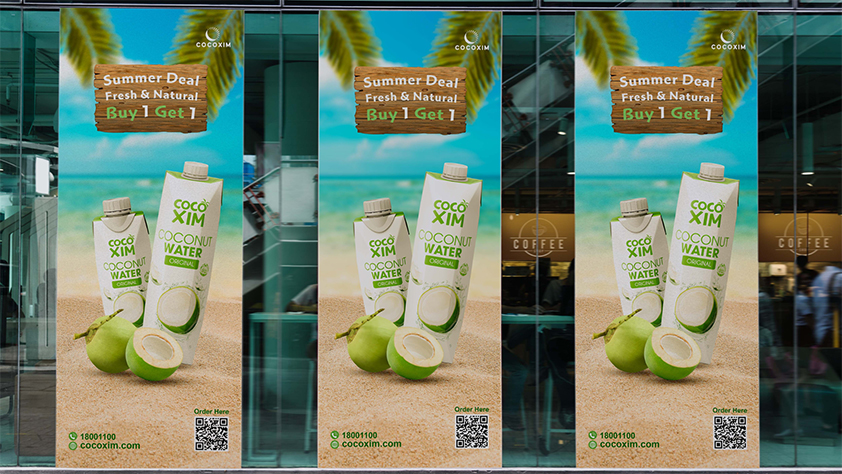 COCOXIM
Summer Deal
Fresh & Natural
Buy 1 Get 1
COCO
XIM
COCONUT
WATER
ORIGINAL
COCO
XIM
COCONUT
WATER
ORIGINAL
Order Here
18001100
cocoxim.com
COCOXIM
Summer Deal
Fresh & Natural
Buy 1 Get 1
COCO
XIM
COCONUT
WATER
ORIGINAL
COCO
XIM
COCONUT
WATER
ORIGINAL
Order Here
18001100
cocoxim.com
COFFEE
COCOXIM
Summer Deal
Fresh & Natural
Buy 1 Get 1
COCO
XIM
COCONUT
WATER
ORIGINAL
COCO
XIM
COCONUT
WATER
ORIGINAL
Order Here
18001100
cocoxim.com
COFFEE